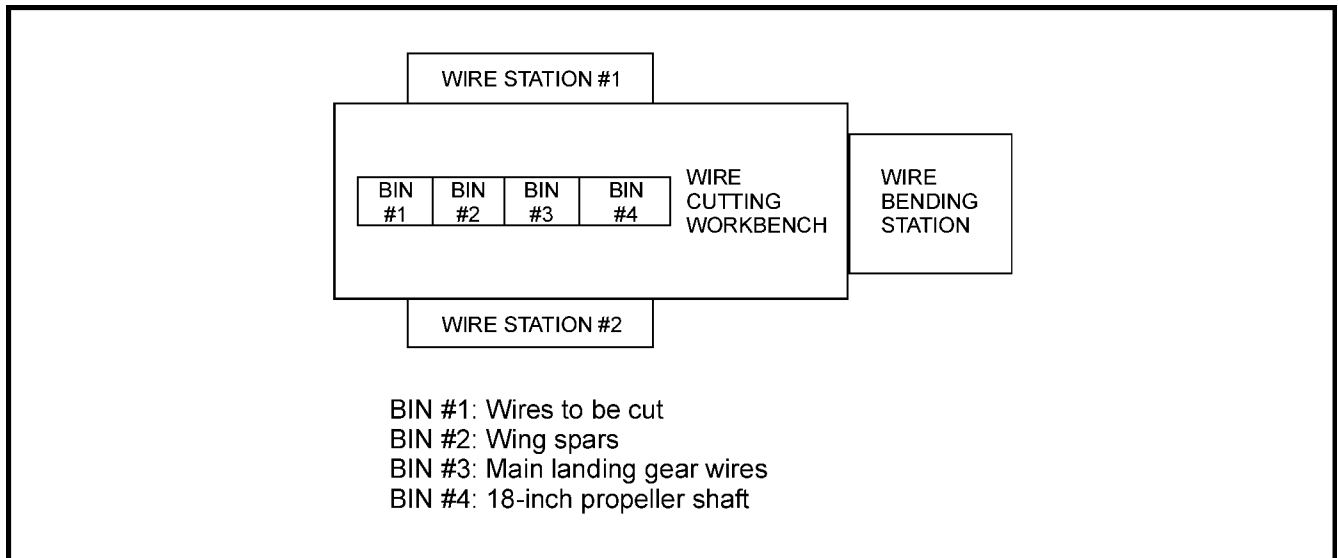 WIRE STATION #1
BIN
#1
BIN
#2
BIN
#3
BIN
#4
WIRE
CUTTING
WORKBENCH
WIRE
BENDING
STATION
WIRE STATION #2
BIN #1: Wires to be cut
BIN #2: Wing spars
BIN #3: Main landing gear wires
BIN #4: 18-inch propeller shaft